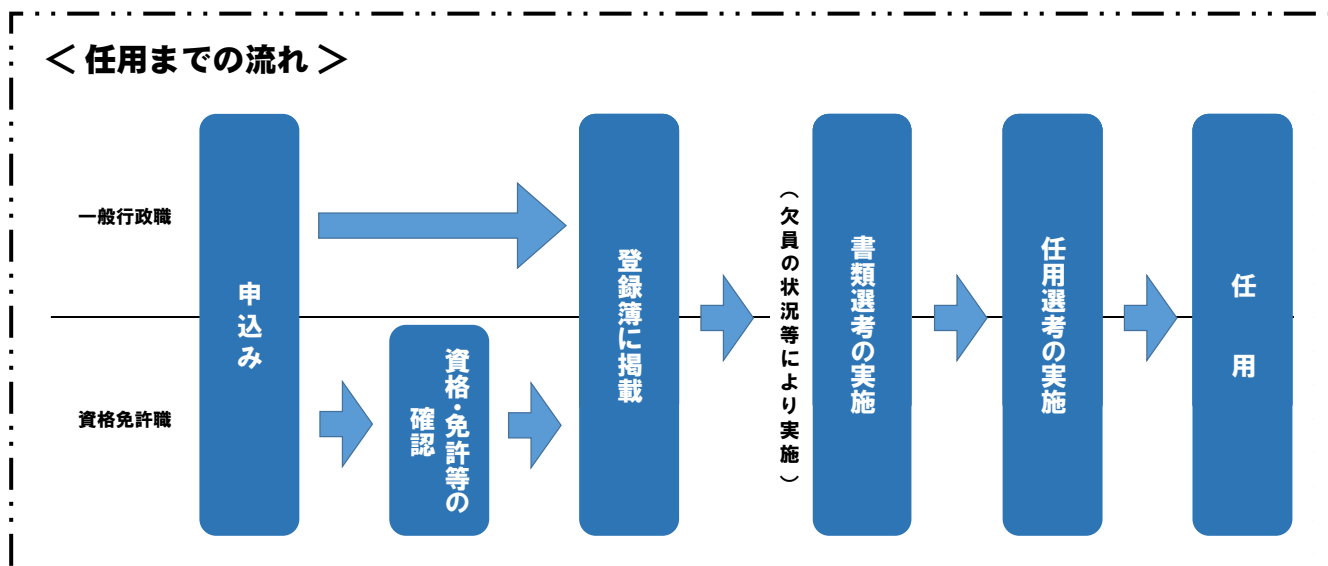 ＜ 任用までの流れ ＞
一般行政職
資格免許職
申込み
資格・免許等の
確認
登録簿に掲載
（欠員の状況等により実施）
書類選考の実施
任用選考の実施
任用